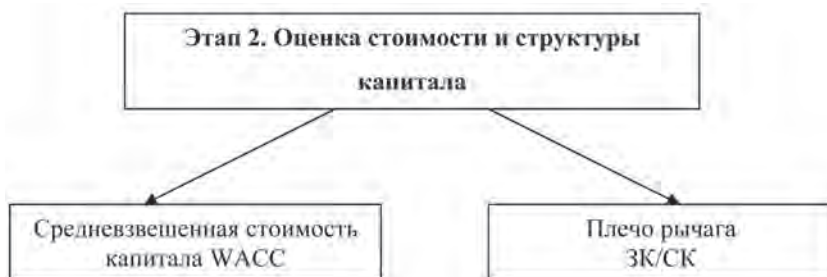 Этап 2. Оценка стоимости и структуры
капитала
Средневзвешенная стоимость
капитала WACC
Плечо рычага
ЗК/СК